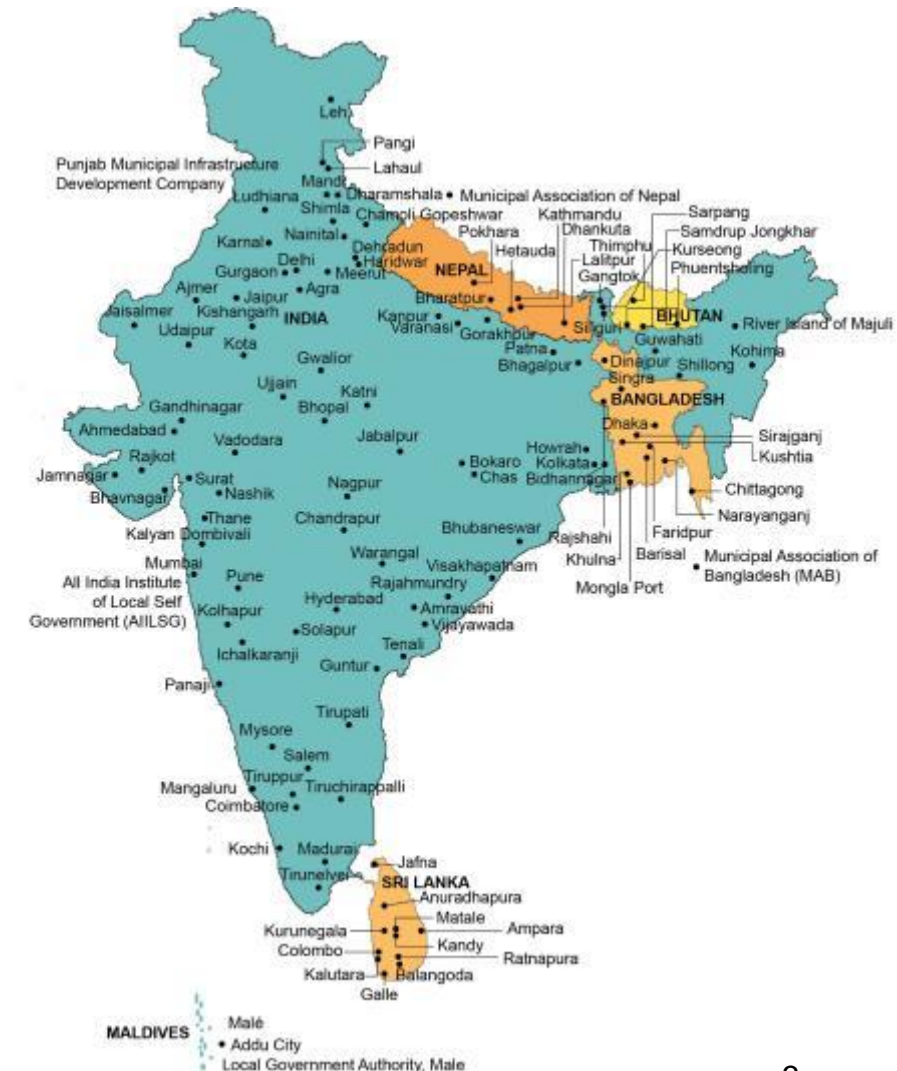 Leh
Pangi
Lahaul
Punjab Municipal Infrastructure
Development Company
Mandi
Dharamshala
Municipal Association of Nepal
Ludhiana
Shimla
Chamoli Gopeshwar
Kathmandu
Sarpang
Pokhara
Dhankuta
Samdrup Jongkhar
Karnal
Nainital
Hetauda
Thimphu
Kurseong
Dehradun
Lalitpur
Phuentsholing
Delhi
Haridwar
NEPAL
Gangtok
Gurgaon
Meerut
Ajmer
Jaipur
Agra
Bharatpur
Jaisalmer
Kishangarh
INDIA
Kanpur
Siliguri
BHUTAN
River Island of Majuli
Udaipur
Varanasi
Gorakhpur
Guwahati
Kota
Patna
Dinajpur
Kohima
Gwalior
Bhagalpur
Shillong
Singra
Ujjain
Katni
BANGLADESH
Gandhinagar
Bhopal
Dhaka
Ahmedabad
Vadodara
Jabalpur
Sirajganj
Howrah
Kushtia
Rajkot
Bokaro
Kolkata
Jamnagar
Surat
Nagpur
Chas
Bidhannagar
Chittagong
Bhavnagar
Nashik
Narayanganj
Thane
Chandrapur
Bhubaneswar
Faridpur
Kalyan Dombivali
Rajshahi
Warangal
Khulna
Barisal
Municipal Association of
Bangladesh (MAB)
Mumbai
Visakhapatnam
All India Institute
of Local Self
Government (AIILSG)
Pune
Rajahmundry
Mongla Port
Kolhapur
Hyderabad
Amrayathi
Solapur
Vijayawada
Ichalkaranji
Tenali
Guntur
Panaji
Tirupati
Mysore
Salem
Mangaluru
Tiruppur
Tiruchirappalli
Coimbatore
Kochi
Madurai
Jafna
Tirunelvei
SRI LANKA
Anuradhapura
Matale
Kurunegala
Ampara
Colombo
Kandy
Ratnapura
Kalutara
Balangoda
Galle
MALDIVES
Malé
Addu City
Local Government Authority, Male